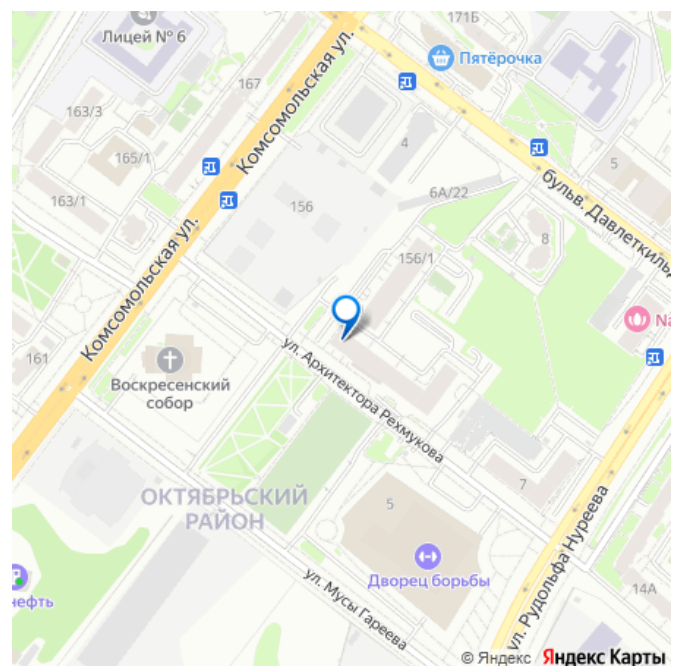 171Б
Лицей № 6
Пятёрочка
167
163/3
Комсомольская ул.
4
165/1
5
6А/22
163/1
156
бульв. Давлеткильд
8
156/1
Комсомольская ул.
Na
161
ул. Архитектора Рехмукова
Воскресенский
собор
7
ОКТЯБРЬСКИЙ
РАЙОН
5
ул. Рудольфа Нуреева
Дворец борьбы
14А
нефть
ул. Мусы Гареева
© Яндекс Яндекс Карты